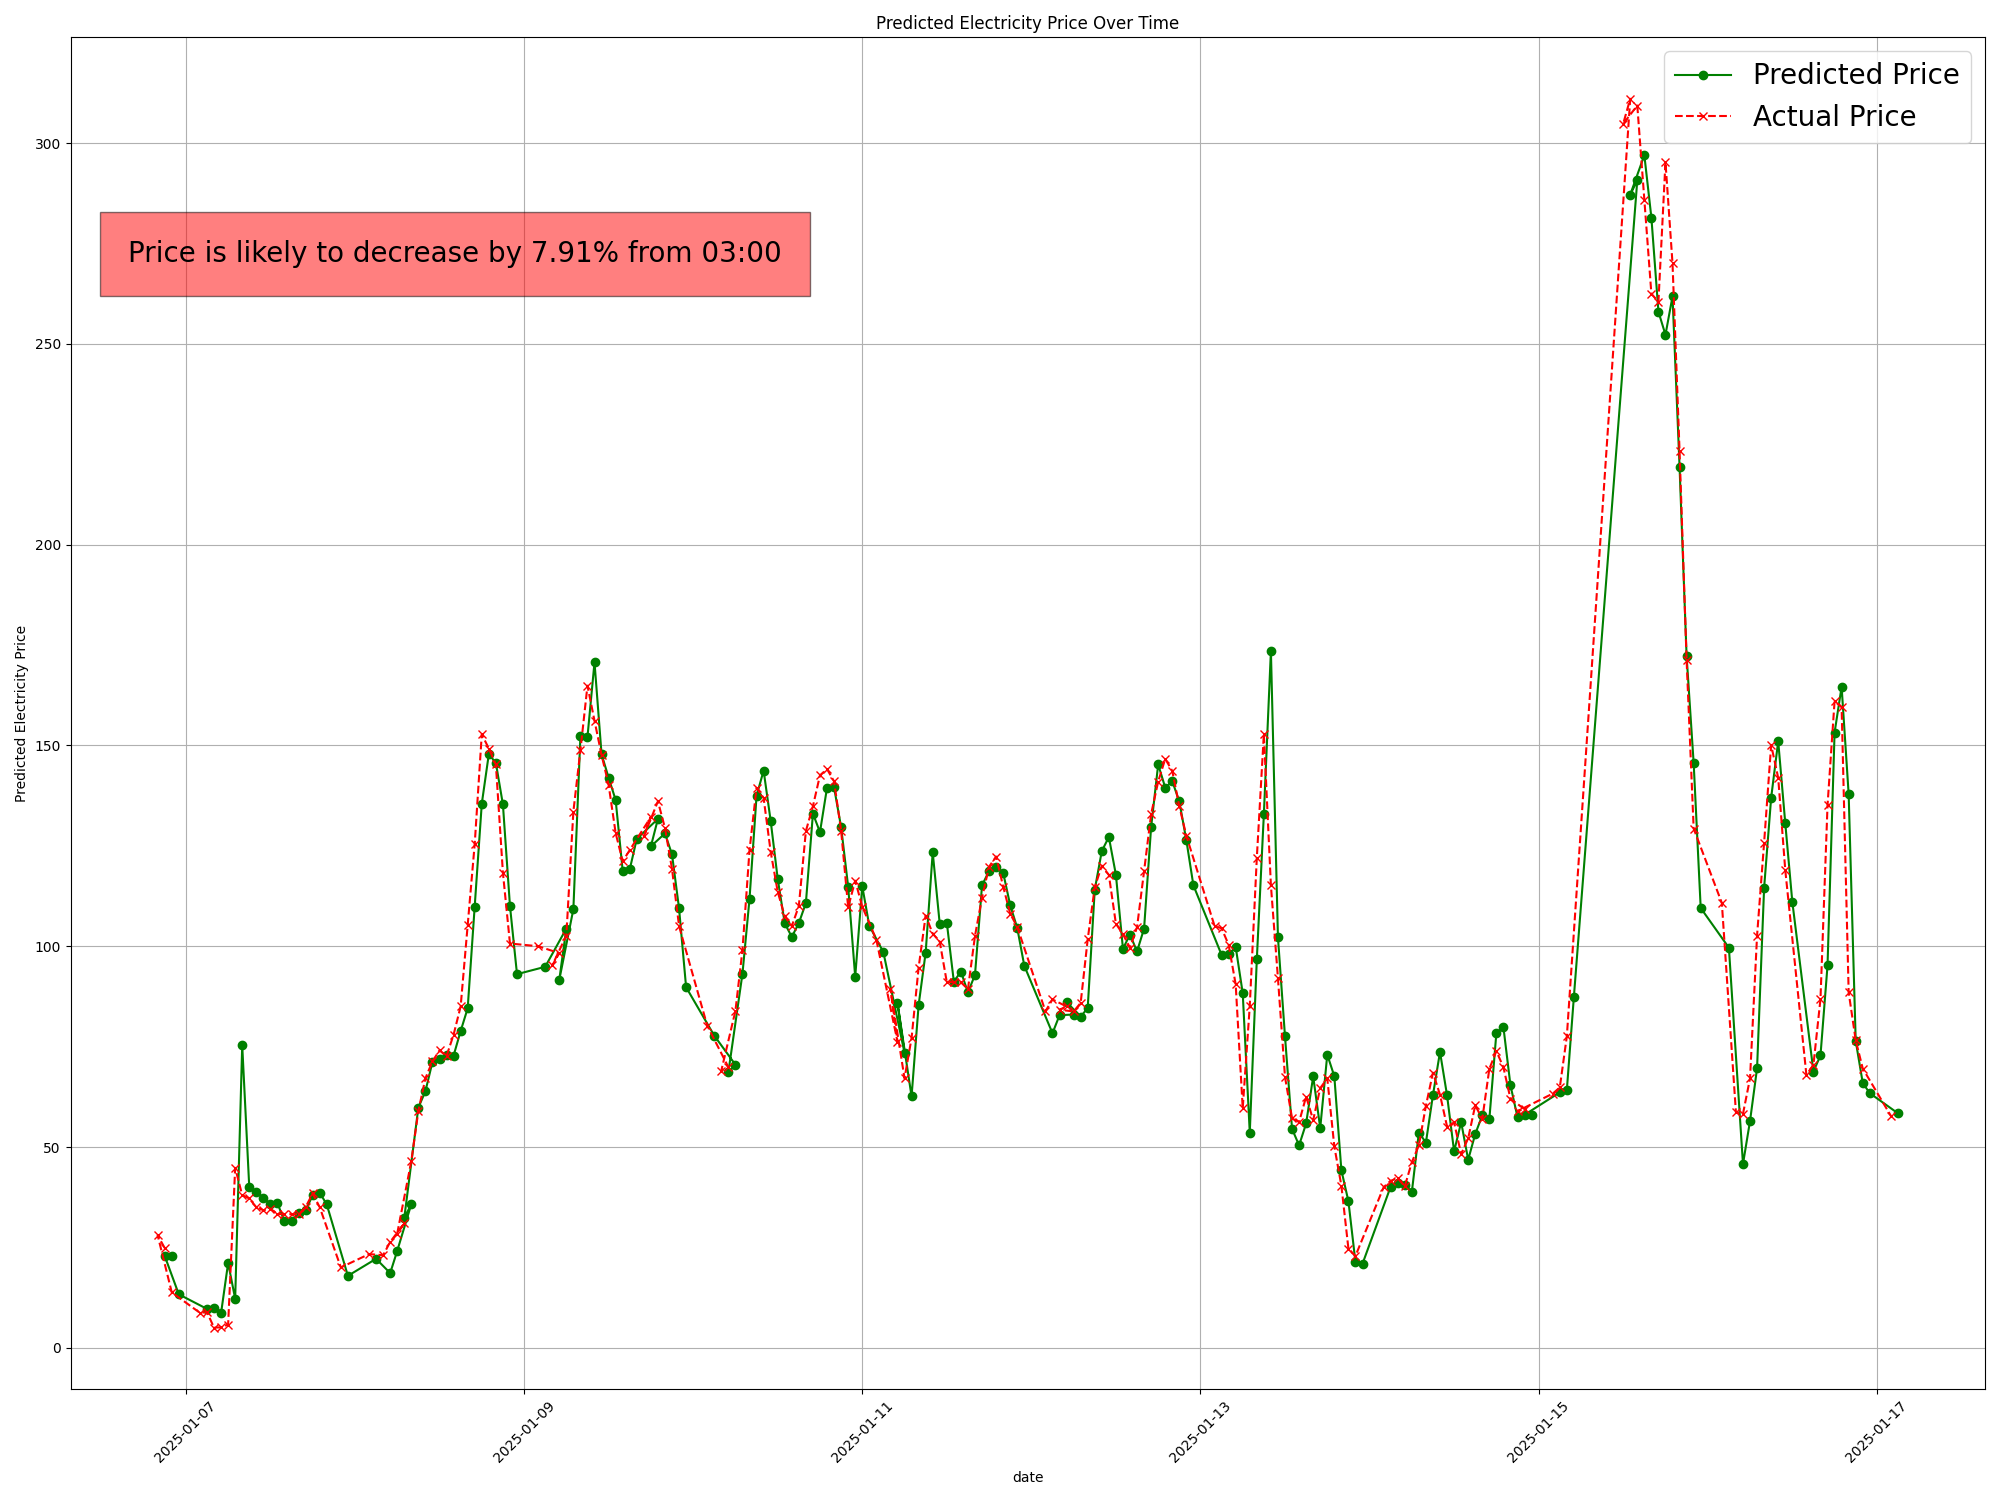 Predicted Electricity Price Over Time
Predicted Price
Actual Price
Price is likely to decrease by 7.91% from 03:00
Predicted Electricity Price
300
250
200
150
100
50
0
2025-01-07
2025-01-09
2025-01-11
2025-01-13
2025-01-15
2025-01-17
date